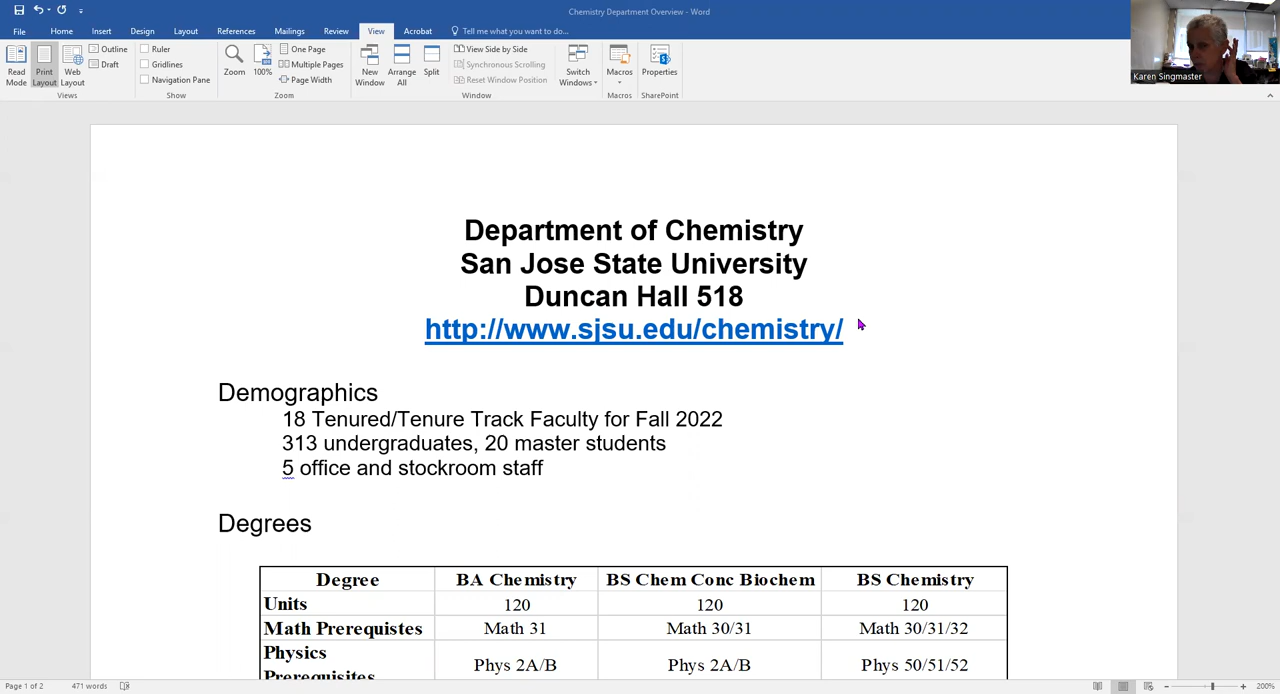 Chemistry Department Overview - Word
File Home Insert Design Layout References Mailings Review View Acrobat Tell me what you want to do...
Read Mode
Print Layout
Web Layout
Outline
Draft
Views
Ruler
Gridlines
Navigation Pane
Show
Zoom
100%
One Page
Multiple Pages
Page Width
Zoom
New Window
Arrange All
Split
View Side by Side
Synchronous Scrolling
Reset Window Position
Window
Switch Windows
Macros
Macros
Properties
SharePoint
Karen Singmaster
Department of Chemistry
San Jose State University
Duncan Hall 518
http://www.sjsu.edu/chemistry/
Demographics
18 Tenured/Tenure Track Faculty for Fall 2022
313 undergraduates, 20 master students
5 office and stockroom staff
Degrees
Degree BA Chemistry BS Chem Conc Biochem BS Chemistry
Units 120 120 120
Math Prerequistes Math 31 Math 30/31 Math 30/31/32
Physics
Prerequisites Phys 2A/B Phys 2A/B Phys 50/51/52
Page 1 of 2 471 words 200%